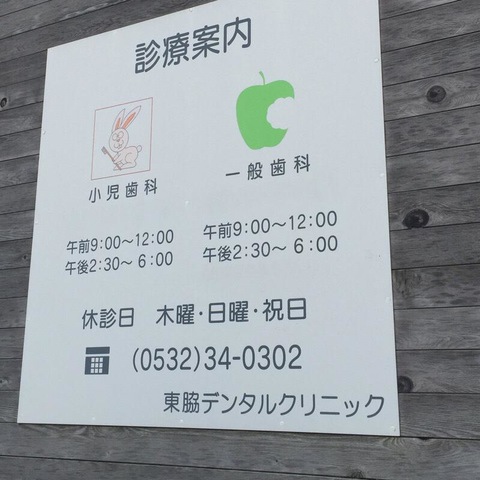 診療案内
小児歯科
一般歯科
午前9:00～12:00
午後2:30～ 6:00
午前9:00～12:00
午後2:30～ 6:00
休診日 木曜・日曜・祝日
(0532)34-0302
東脇デンタルクリニック